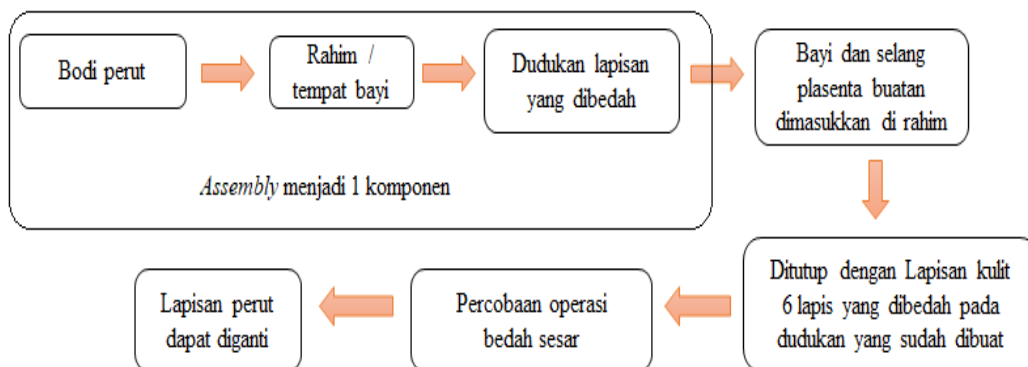 Bodi perut
Rahim /
tempat bayi
Dudukan lapisan
yang dibedah
Assembly menjadi 1 komponen
Bayi dan selang
plasenta buatan
dimasukkan di rahim
Ditutup dengan Lapisan kulit
6 lapis yang dibedah pada
dudukan yang sudah dibuat
Percobaan operasi
bedah sesar
Lapisan perut
dapat diganti